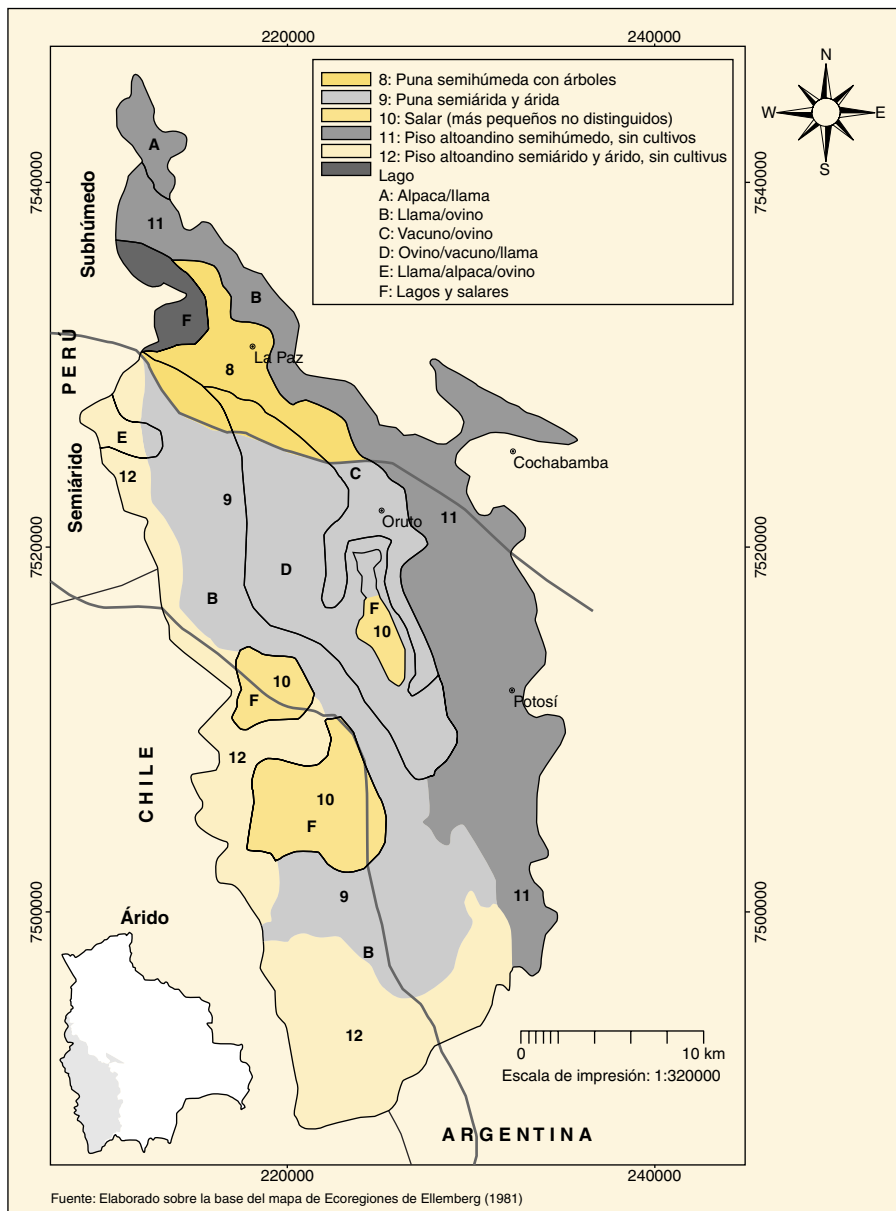 220000
240000
8: Puna semihúmeda con árboles
9: Puna semiárida y árida
10: Salar (más pequeños no distinguidos)
11: Piso altoandino semihúmedo, sin cultivos
12: Piso altoandino semiárido y árido, sin cultivus
Lago
A: Alpaca/llama
B: Llama/ovino
C: Vacuno/ovino
D: Ovino/vacuno/llama
E: Llama/alpaca/ovino
F: Lagos y salares
N
W
E
S
7540000
7540000
A
11
Subhúmedo
B
F
La Paz
PERU
8
E
Cochabamba
C
12
Semiárido
9
Oruto
11
7520000
7520000
D
B
F
10
10
F
Potosí
12
CHILE
10
F
9
11
7500000
7500000
Árido
B
12
0
10 km
Escala de impresión: 1:320000
ARGENTINA
220000
240000
Fuente: Elaborado sobre la base del mapa de Ecoregiones de Ellemberg (1981)